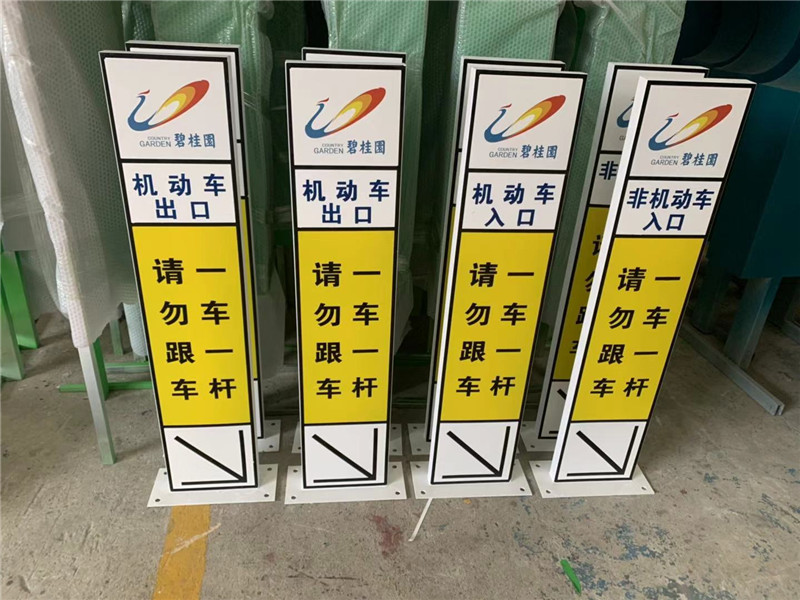 COUNTRY
GARDEN 碧桂园
机动车
出口
一车一杆
请勿跟车
COUNTRY
GARDEN 碧桂园
机动车
出口
一车一杆
请勿跟车
COUNTRY
GARDEN 碧桂园
机动车
入口
一车一杆
请勿跟车
COUNTRY
GARDEN 碧桂园
非机动车
入口
一车一杆
请勿跟车